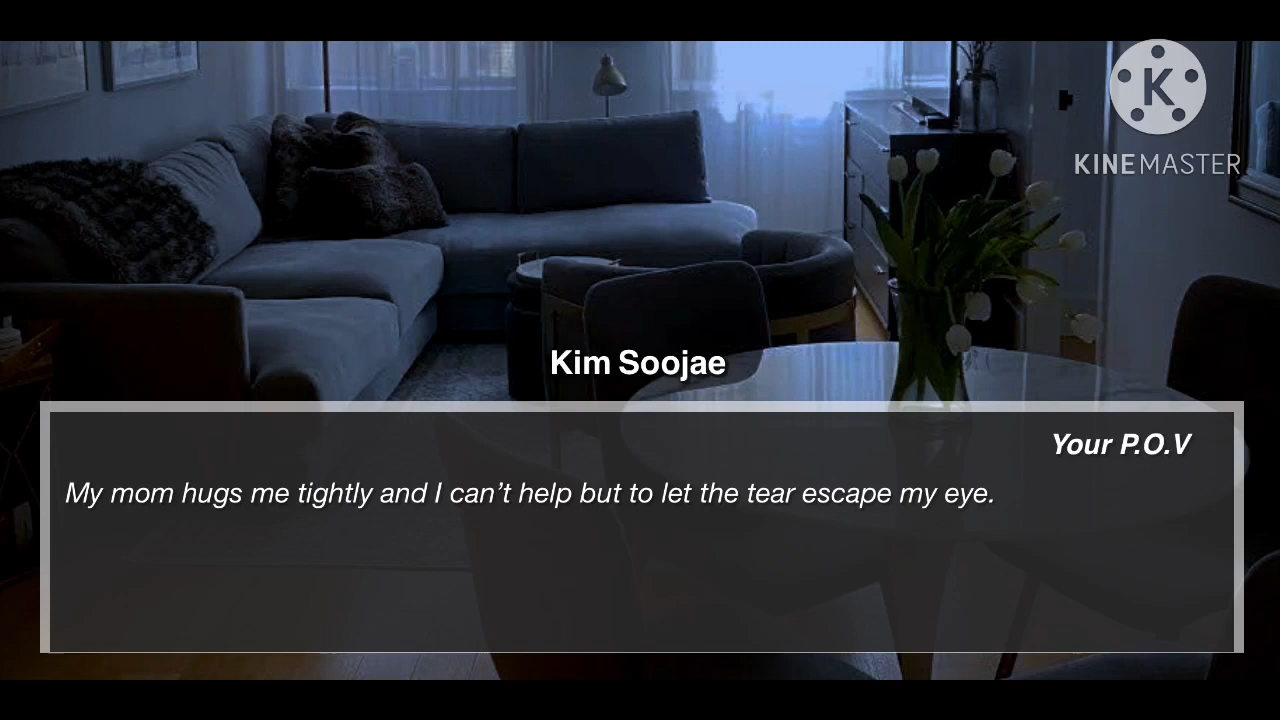 K
KINEMASTER
Kim Soojae
Your P.O.V
My mom hugs me tightly and I can't help but to let the tear escape my eye.